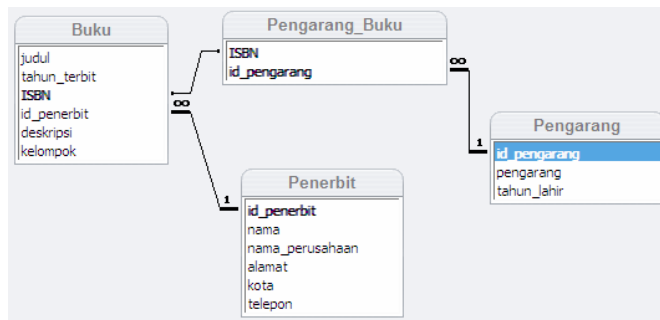 Buku
judul
tahun_terbit
ISBN
id_penerbit
deskripsi
kelompok
Pengarang_Buku
ISBN
id_pengarang
Pengarang
id_pengarang
pengarang
tahun_lahir
Penerbit
id_penerbit
nama
nama_perusahaan
alamat
kota
telepon
∞
1
∞
1